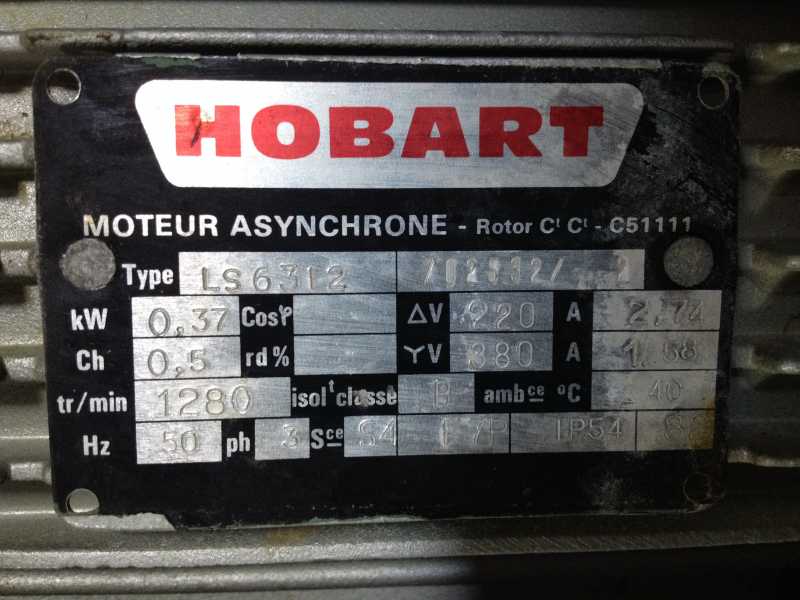 HOBART
MOTEUR ASYNCHRONE - Rotor Cᵗ Cᵗ - C51111
Type LS6312
kW 0,37 Cosφ ΔV 220 A 2,74
Ch 0,5 rd% YV 380 A 1,58
tr/min 1280 isolᵗ classe B ambᶜᵉ °C 40
Hz 50 ph 3 Sᶜᵉ S4 IP54